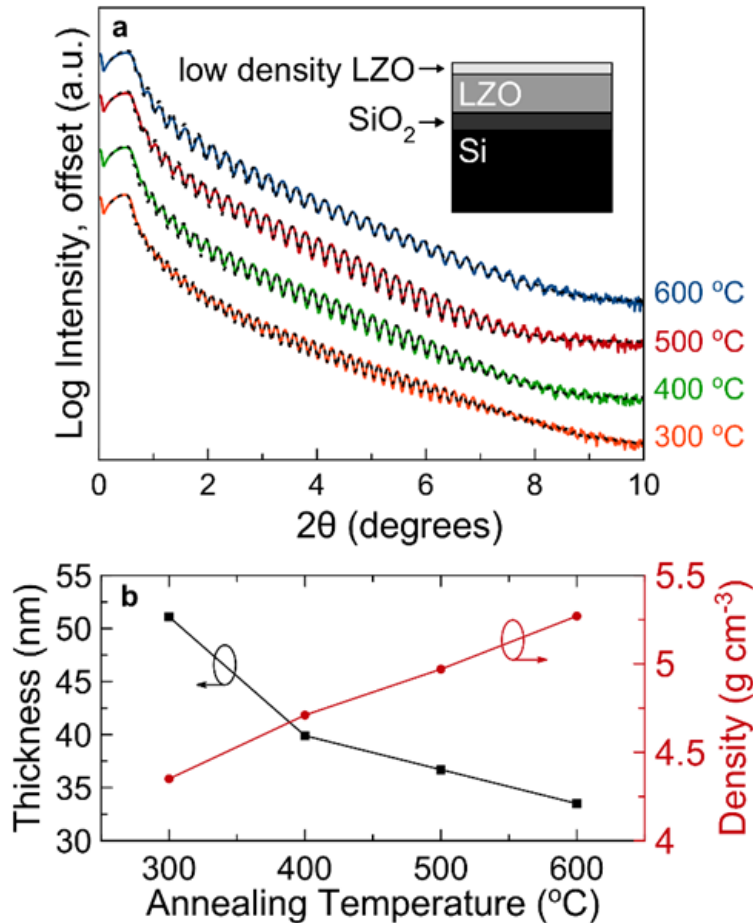 a
low density LZO
LZO
SiO₂
Si
Log Intensity, offset (a.u.)
600 °C
500 °C
400 °C
300 °C
0 2 4 6 8 10
2θ (degrees)
b
55
50
45
40
35
30
Thickness (nm)
5.5
5
4.5
4
Density (g cm⁻³)
300 400 500 600
Annealing Temperature (°C)